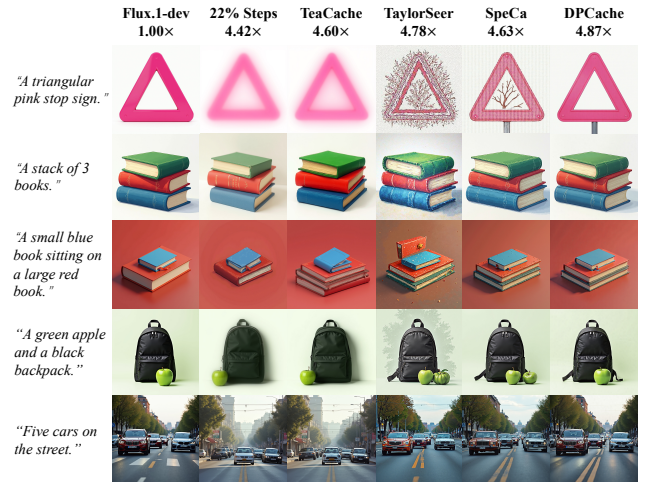 Flux.1-dev 22% Steps TeaCache TaylorSeer SpeCa DPCache
1.00× 4.42× 4.60× 4.78× 4.63× 4.87×
“A triangular
pink stop sign.”
“A stack of 3
books.”
“A small blue
book sitting on
a large red
book.”
“A green apple
and a black
backpack.”
“Five cars on
the street.”